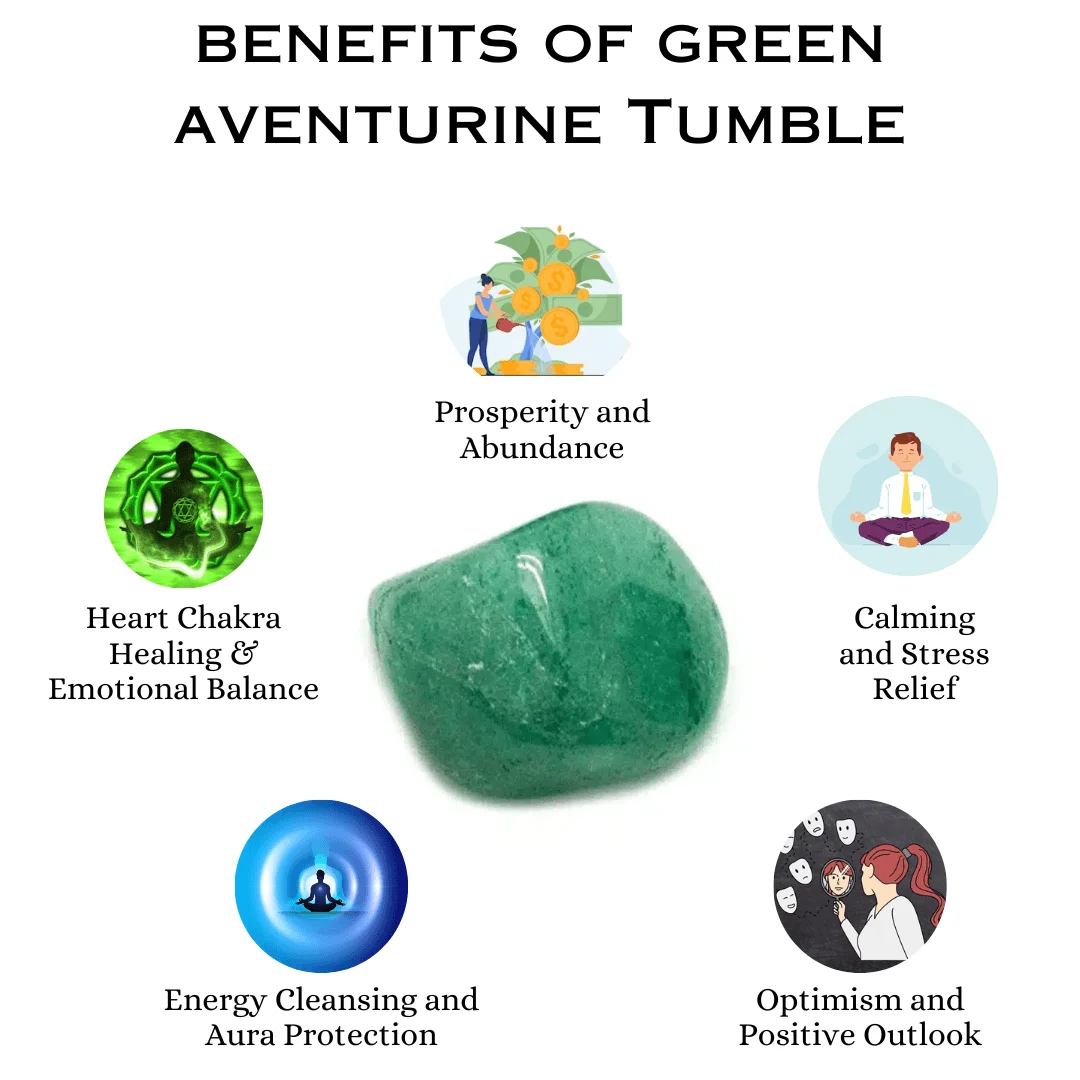 BENEFITS OF GREEN
AVENTURINE TUMBLE
Prosperity and
Abundance
Heart Chakra
Healing &
Emotional Balance
Calming
and Stress
Relief
Energy Cleansing and
Aura Protection
Optimism and
Positive Outlook